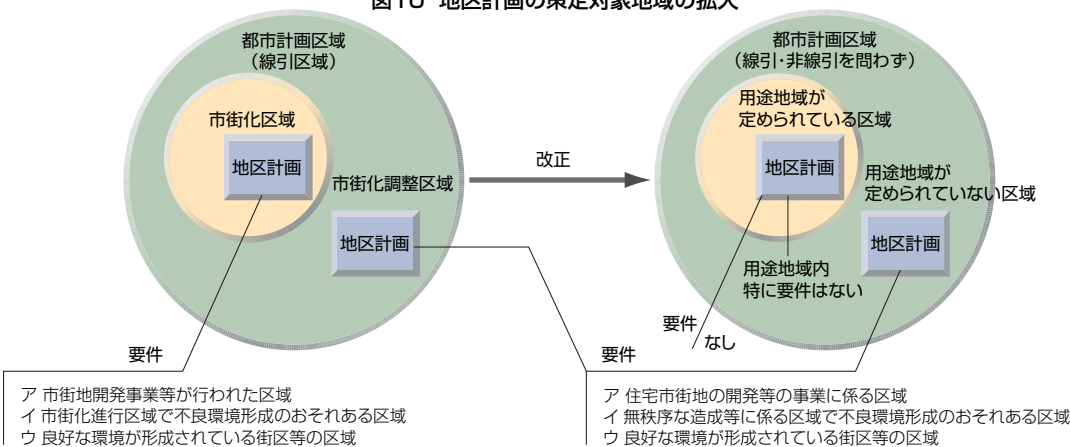 図10 地区計画の策定対象地域の拡大
都市計画区域
（線引区域）
市街化区域
地区計画
市街化調整区域
地区計画
要件
ア 市街地開発事業等が行われた区域
イ 市街化進行区域で不良環境形成のおそれある区域
ウ 良好な環境が形成されている街区等の区域
改正
都市計画区域
（線引・非線引を問わず）
用途地域が
定められている区域
地区計画
用途地域が
定められていない区域
地区計画
用途地域内
特に要件はない
要件
なし
要件
ア 住宅市街地の開発等の事業に係る区域
イ 無秩序な造成等に係る区域で不良環境形成のおそれある区域
ウ 良好な環境が形成されている街区等の区域